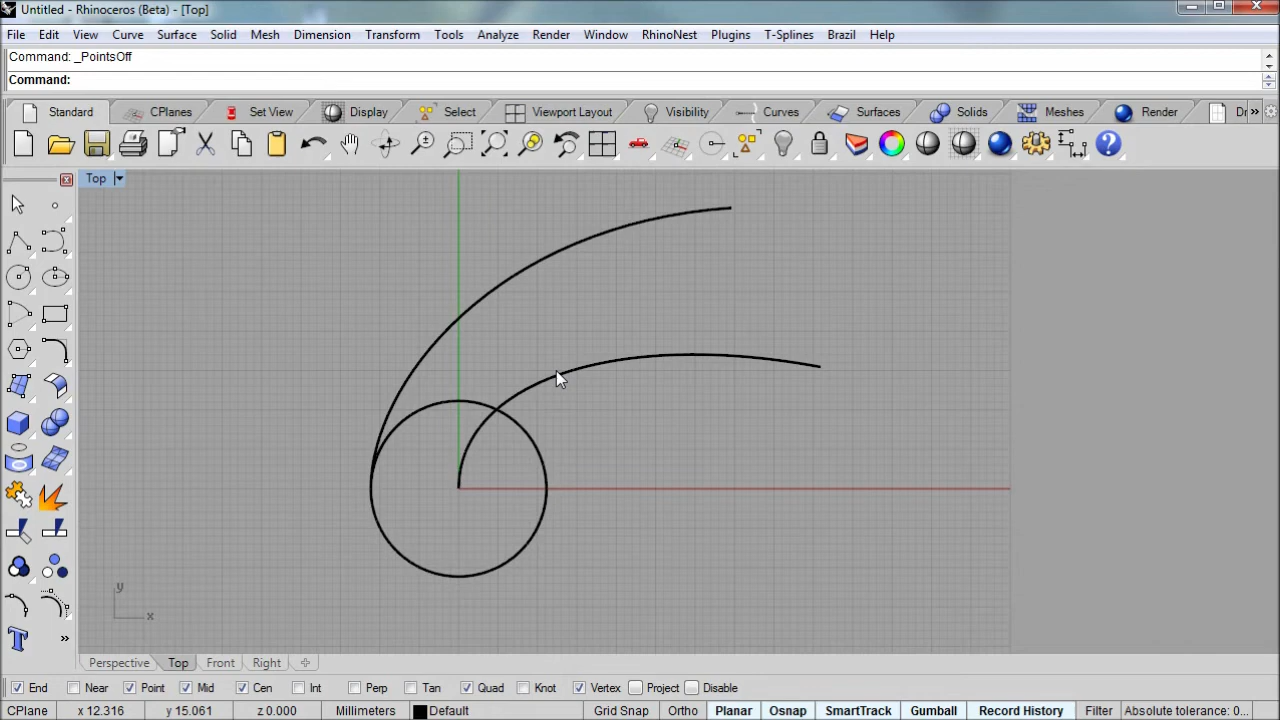 Untitled - Rhinoceros (Beta) - [Top]
File Edit View Curve Surface Solid Mesh Dimension Transform Tools Analyze Render Window RhinoNest Plugins T-Splines Brazil Help
Command: _PointsOff
Command:
Standard CPlanes Set View Display Select Viewport Layout Visibility Curves Surfaces Solids Meshes Render Dr »
Top
y
x
»
Perspective Top Front Right
End Near Point Mid Cen Int Perp Tan Quad Knot Vertex Project Disable
CPlane x 12.316 y 15.061 z 0.000 Millimeters Default Grid Snap Ortho Planar Osnap SmartTrack Gumball Record History Filter Absolute tolerance: 0...